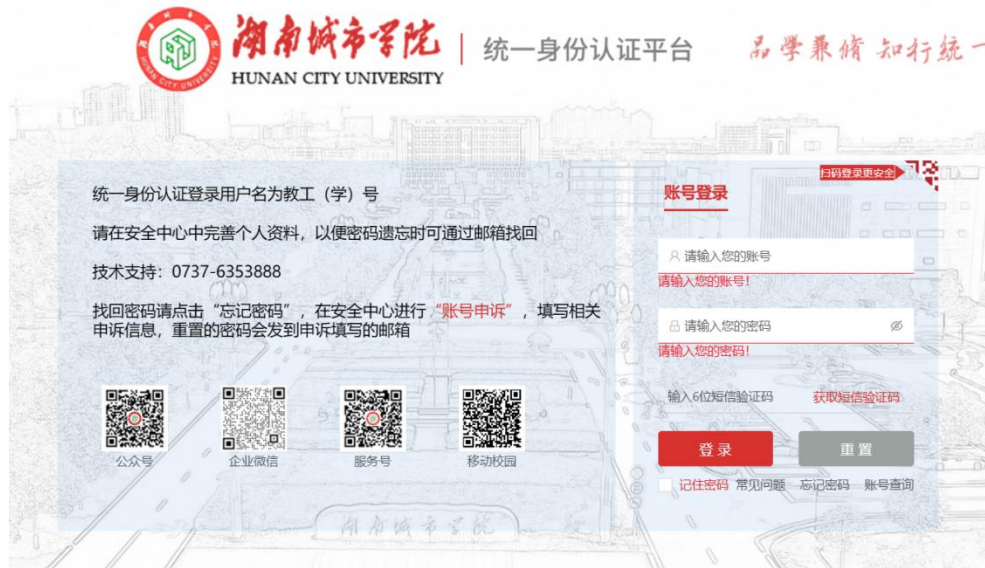 湖南城市学院
HUNAN CITY UNIVERSITY
统一身份认证平台
品學兼脩 知行統一
统一身份认证登录用户名为教工（学）号
请在安全中心中完善个人资料，以便密码遗忘时可通过邮箱找回
技术支持：0737-6353888
找回密码请点击“忘记密码”，在安全中心进行“账号申诉”，填写相关
申诉信息，重置的密码会发到申诉填写的邮箱
公众号
企业微信
服务号
移动校园
扫码登录更安全
账号登录
请输入您的账号
请输入您的账号！
请输入您的密码
请输入您的密码！
输入6位短信验证码 获取短信验证码
登 录 重 置
记住密码 常见问题 忘记密码 账号查询
湖南城市学院